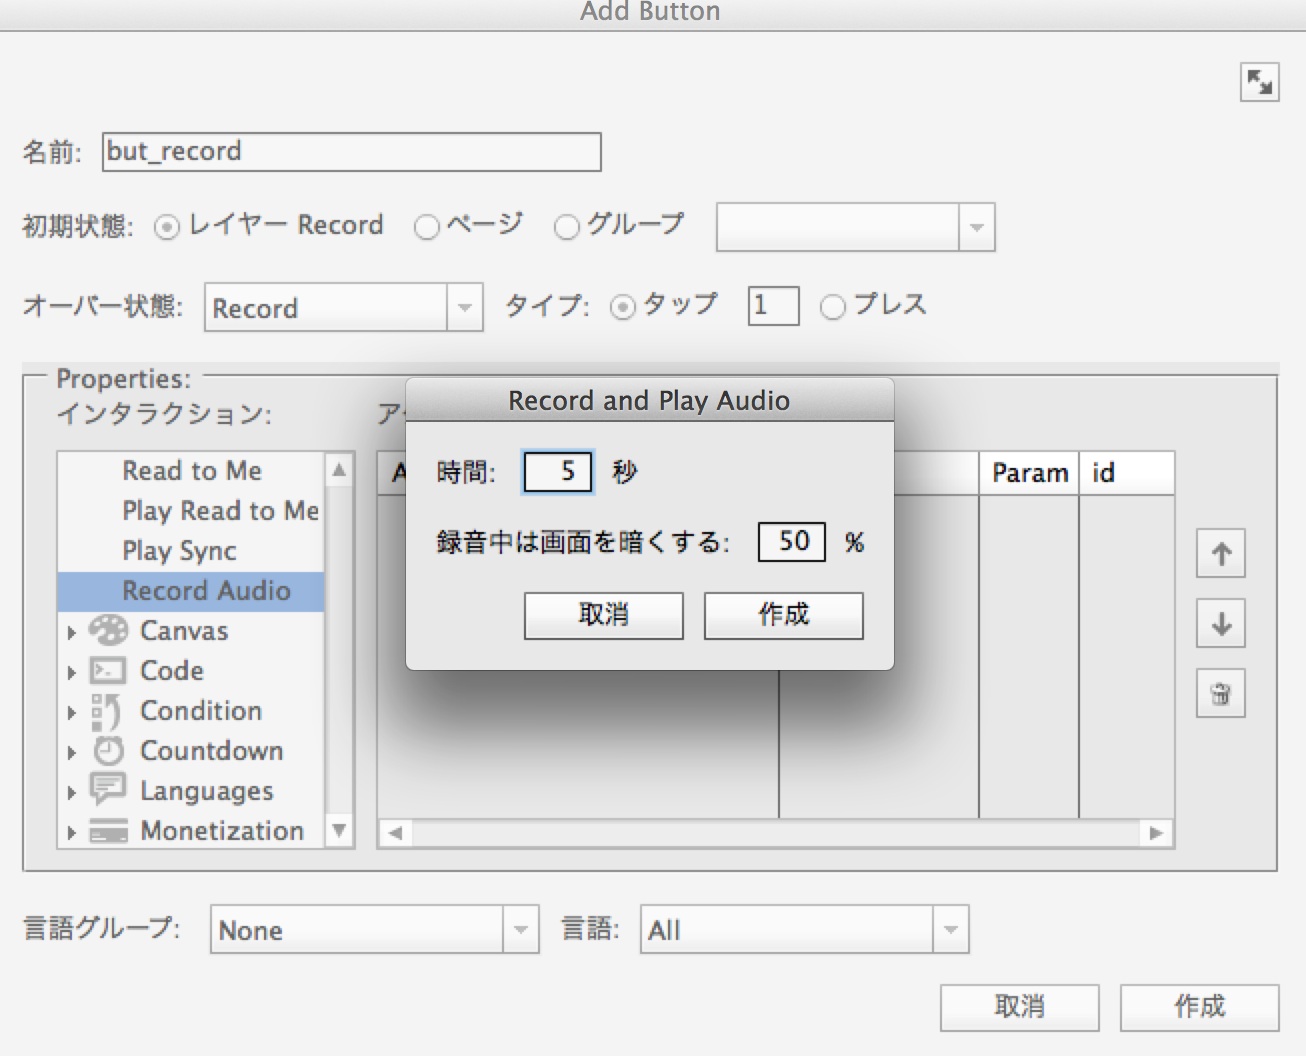 Add Button
名前: but_record
初期状態: レイヤー Record ページ グループ
オーバー状態: Record タイプ: タップ 1 プレス
Properties:
インタラクション:
Read to Me
Play Read to Me
Play Sync
Record Audio
Canvas
Code
Condition
Countdown
Languages
Monetization
Record and Play Audio
時間: 5 秒
録音中は画面を暗くする: 50 %
取消 作成
Param id
言語グループ: None 言語: All
取消 作成